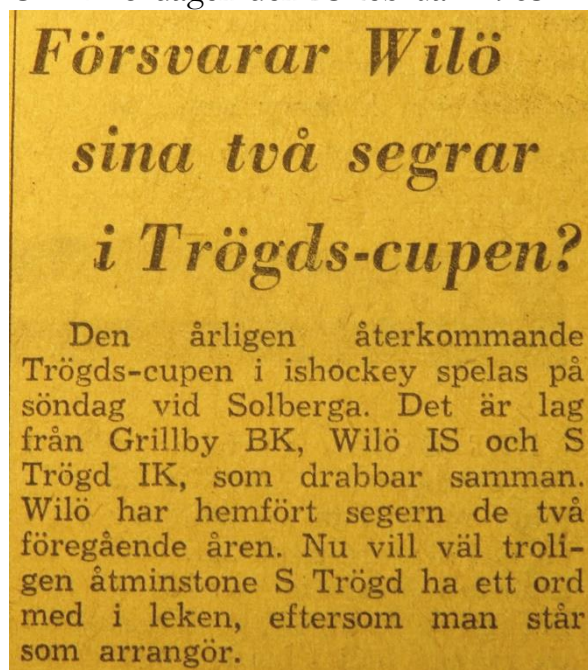 Försvarar Wilö
sina två segrar
i Trögds-cupen?
Den årligen återkommande
Trögds-cupen i ishockey spelas på
söndag vid Solberga. Det är lag
från Grillby BK, Wilö IS och S
Trögd IK, som drabbar samman.
Wilö har hemfört segern de två
föregående åren. Nu vill väl troli-
gen åtminstone S Trögd ha ett ord
med i leken, eftersom man står
som arrangör.